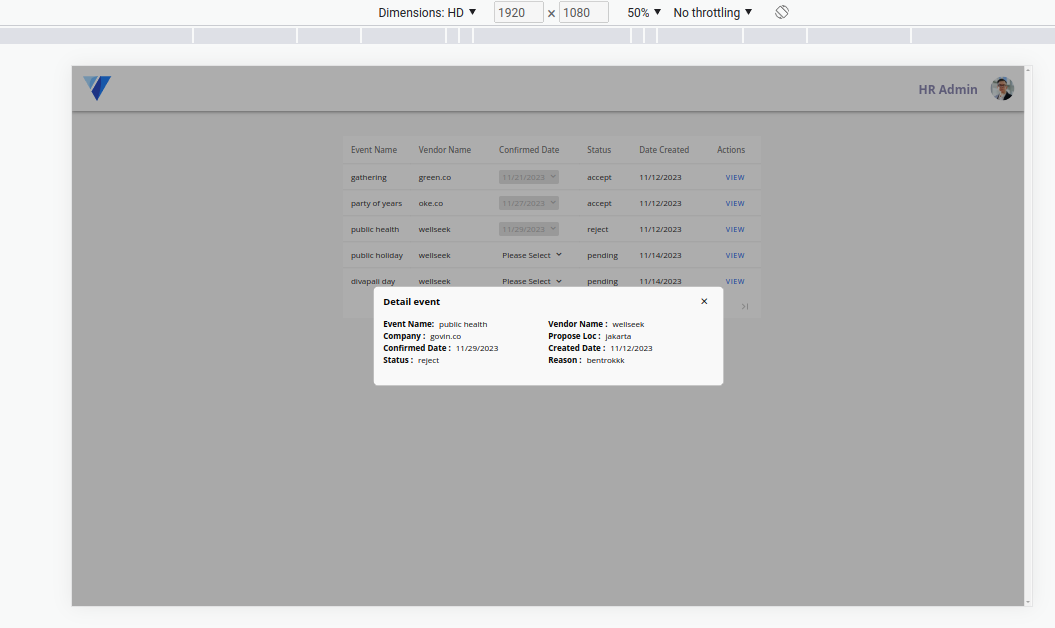 Dimensions: HD ▼ 1920 × 1080 50% ▼ No throttling ▼
HR Admin
Event Name Vendor Name Confirmed Date Status Date Created Actions
gathering green.co 11/21/2023 accept 11/12/2023 VIEW
party of years oke.co 11/27/2023 accept 11/12/2023 VIEW
public health wellseek 11/29/2023 reject 11/12/2023 VIEW
public holiday wellseek Please Select pending 11/14/2023 VIEW
divapali day wellseek Please Select pending 11/14/2023 VIEW
Detail event ×
Event Name: public health Vendor Name : wellseek
Company : govin.co Propose Loc : jakarta
Confirmed Date : 11/29/2023 Created Date : 11/12/2023
Status : reject Reason : bentrokkk